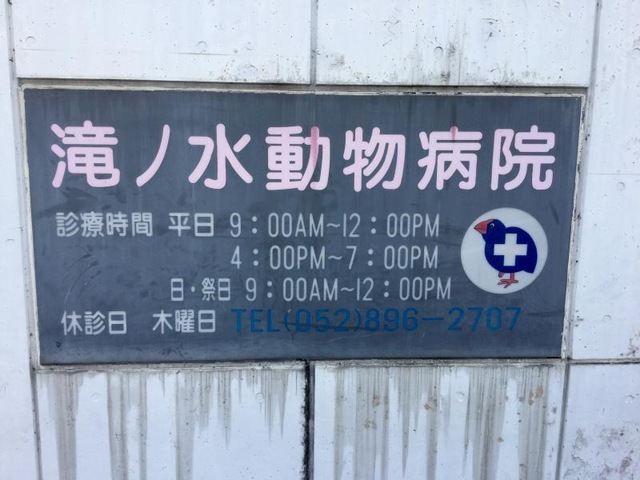 滝ノ水動物病院
診療時間 平日 9：00AM～12：00PM
4：00PM～7：00PM
日・祭日 9：00AM～12：00PM
休診日 木曜日 TEL(052)896－2707